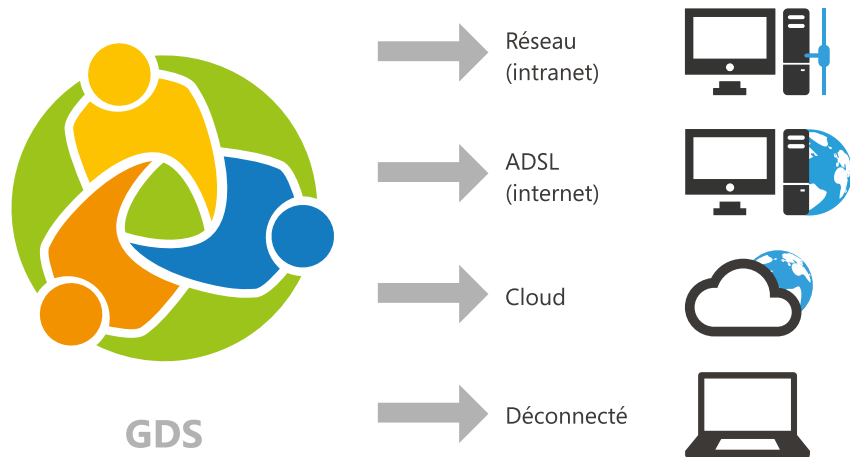 Réseau
(intranet)
ADSL
(internet)
Cloud
Déconnecté
GDS